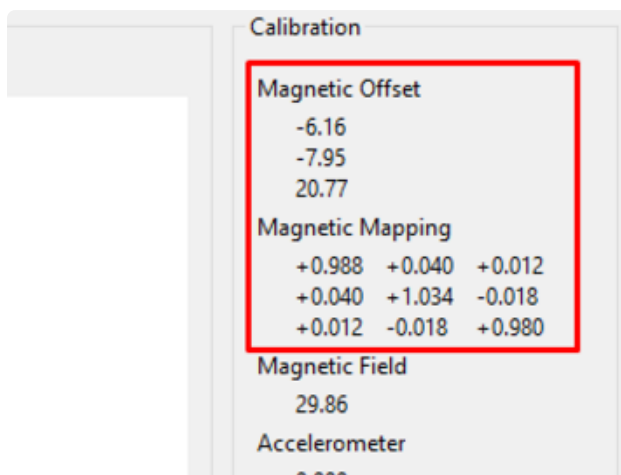 Calibration
Magnetic Offset
-6.16
-7.95
20.77
Magnetic Mapping
+0.988 +0.040 +0.012
+0.040 +1.034 -0.018
+0.012 -0.018 +0.980
Magnetic Field
29.86
Accelerometer